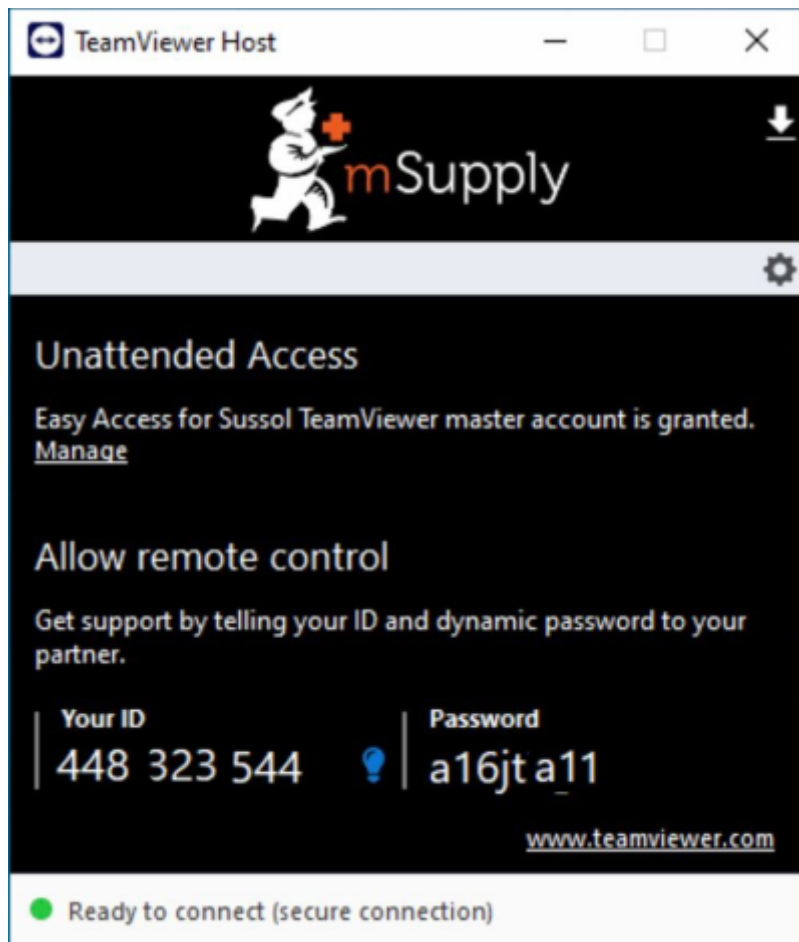 TeamViewer Host
mSupply
Unattended Access
Easy Access for Sussol TeamViewer master account is granted.
Manage
Allow remote control
Get support by telling your ID and dynamic password to your
partner.
Your ID
448 323 544
Password
a16jt a11
www.teamviewer.com
Ready to connect (secure connection)